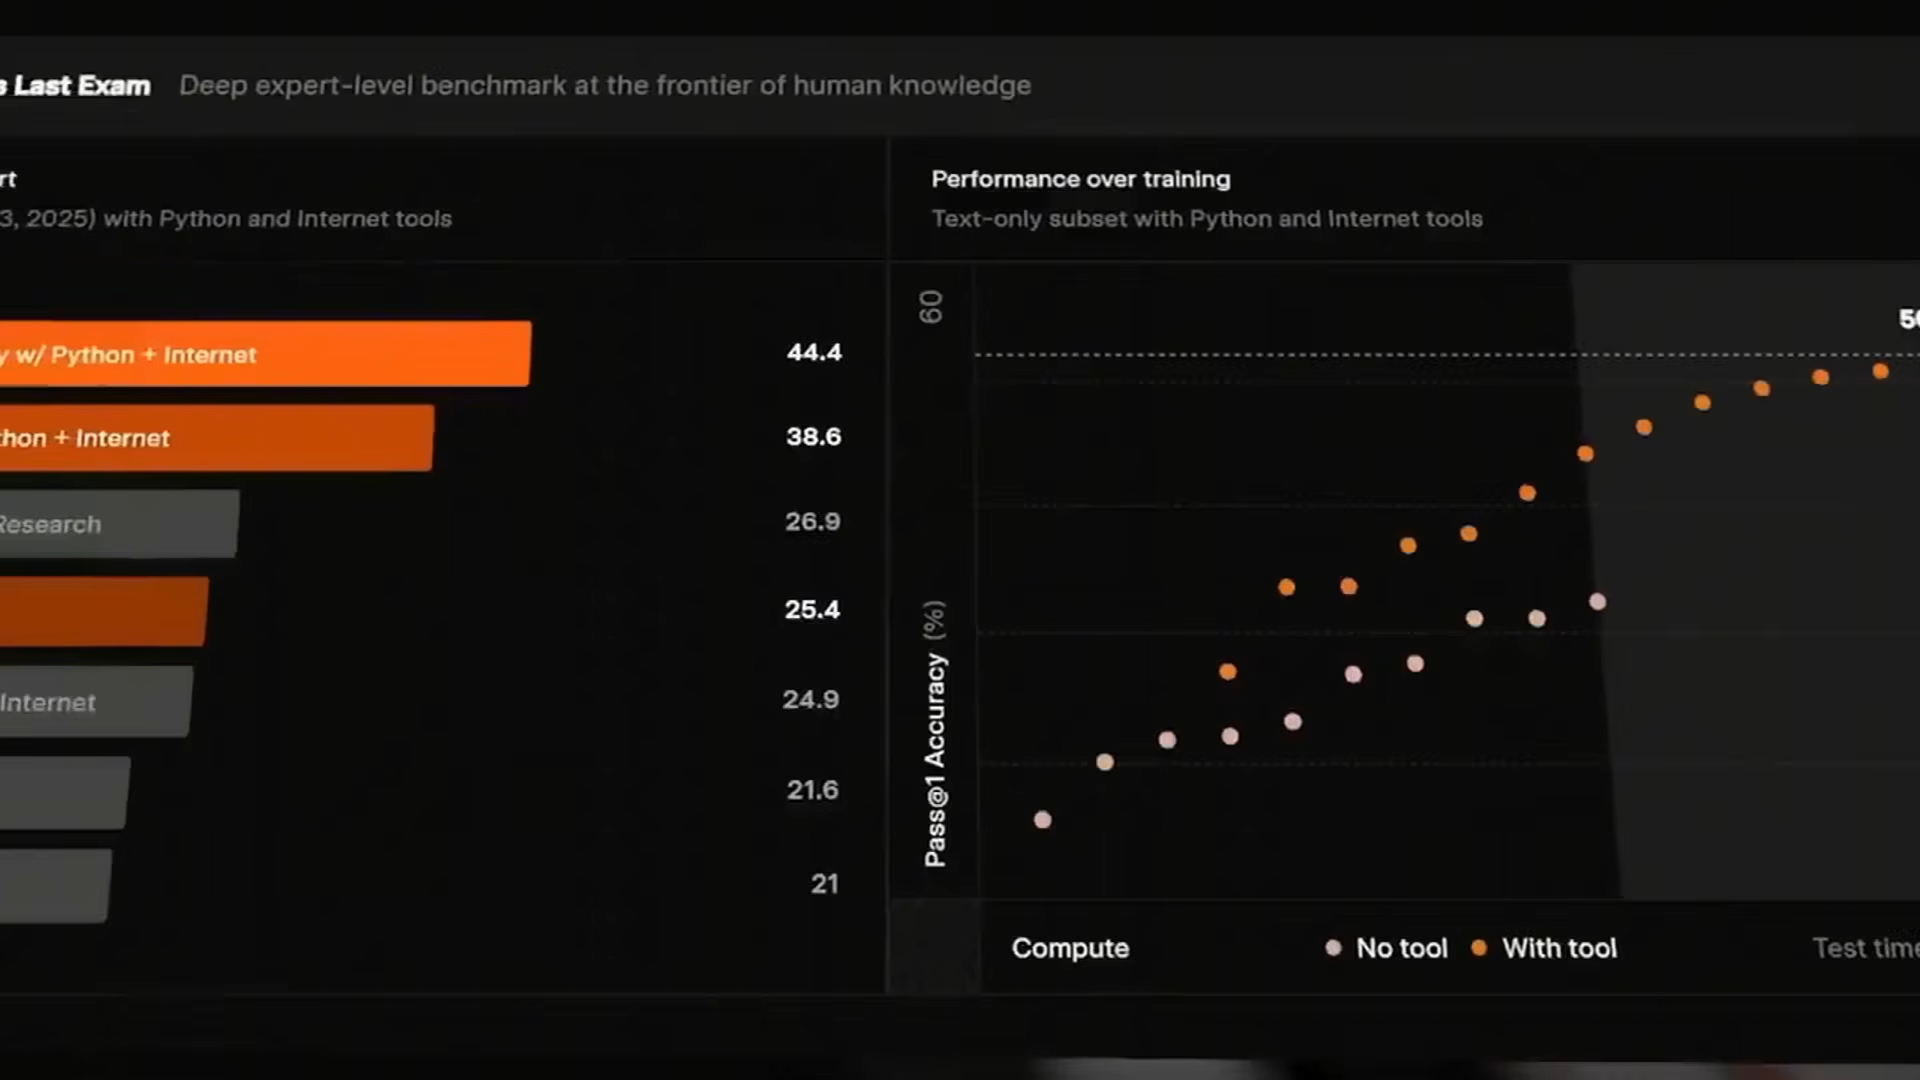 s Last Exam Deep expert-level benchmark at the frontier of human knowledge
rt
3, 2025) with Python and Internet tools
y w/ Python + Internet 44.4
thon + Internet 38.6
Research 26.9
25.4
Internet 24.9
21.6
21
Performance over training
Text-only subset with Python and Internet tools
60
50
Pass@1 Accuracy (%)
Compute
No tool
With tool
Test time